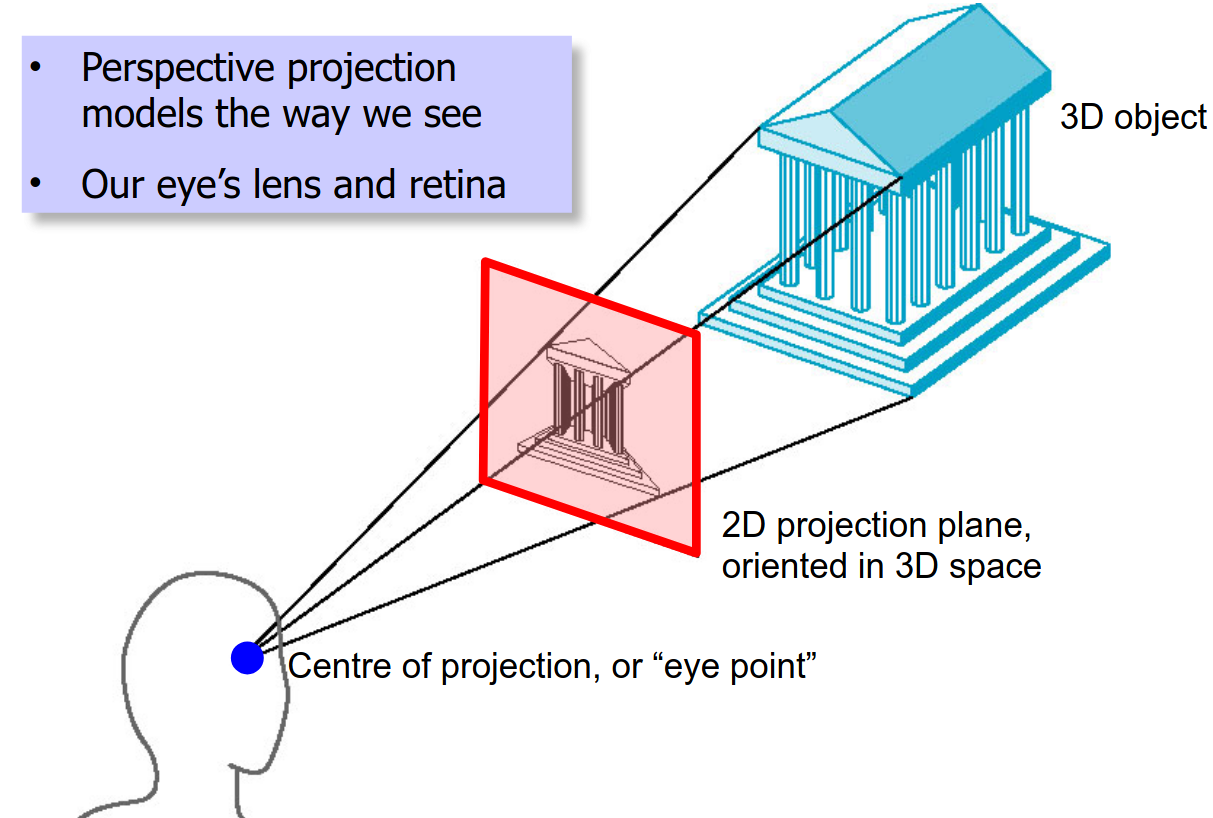 • Perspective projection
models the way we see
• Our eye’s lens and retina
3D object
2D projection plane,
oriented in 3D space
Centre of projection, or “eye point”